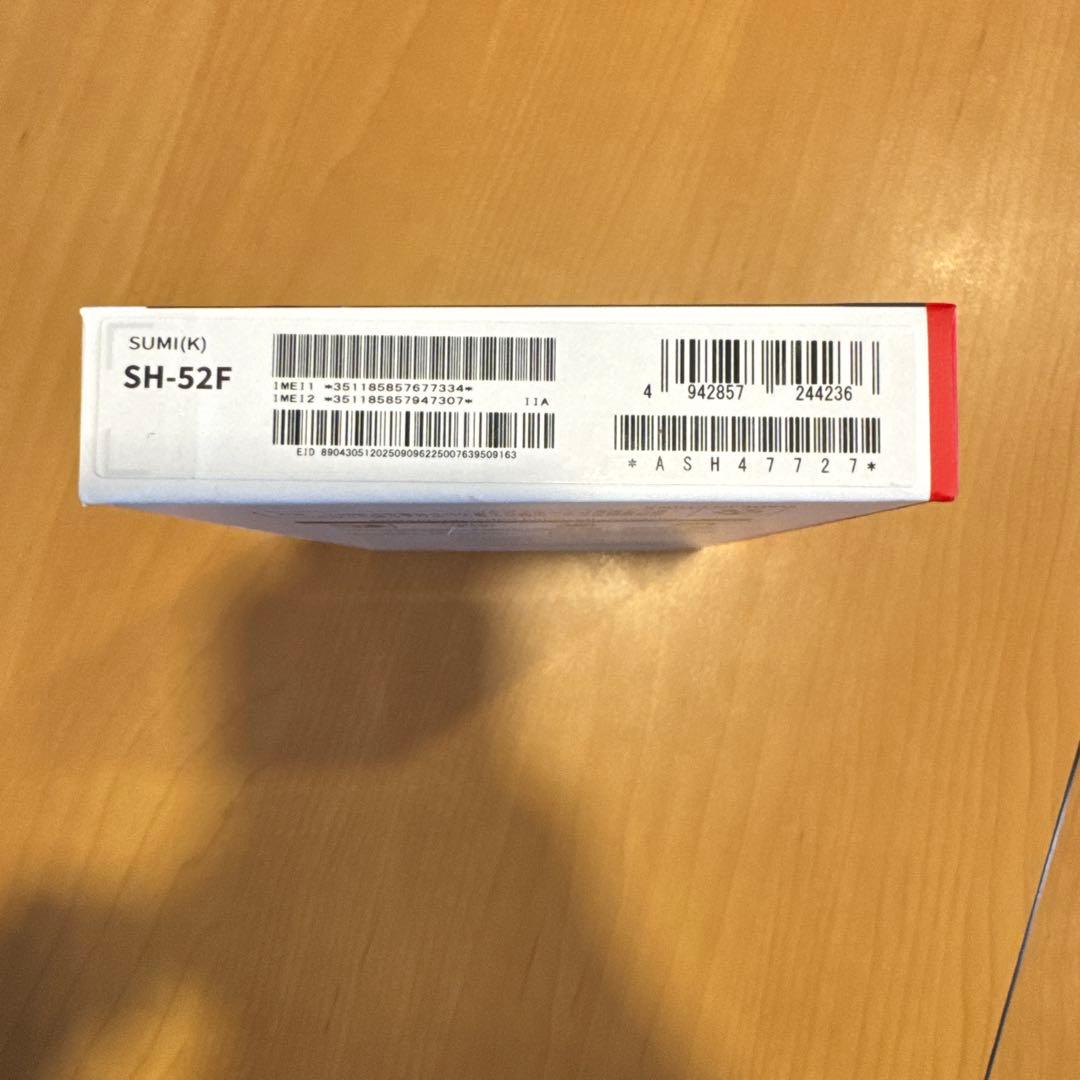 SUMI(K)
SH-52F
IMEI1 *351185857677334*
IMEI2 *351185857947307* IIA
EID 89043051202509096225007639509163
4 942857 244236
*ASH47727*